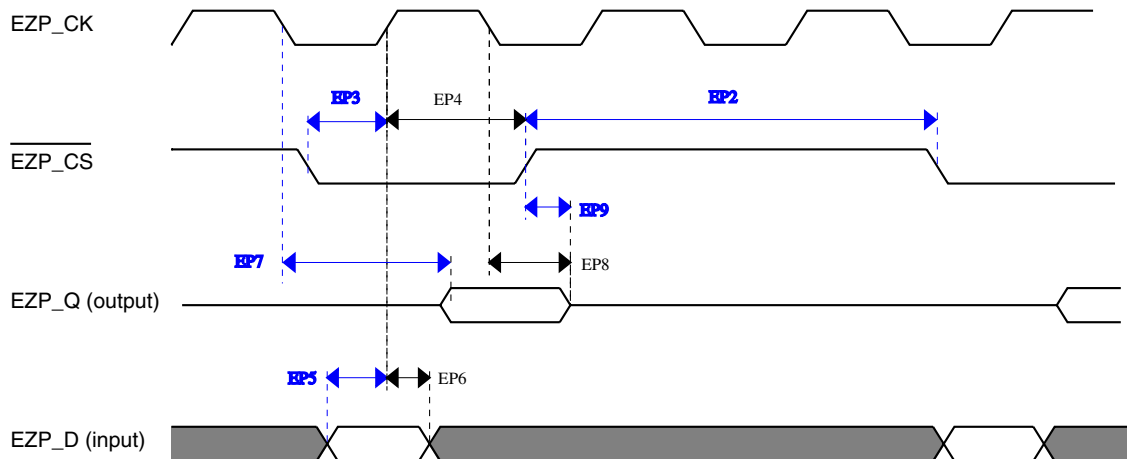 EZP_CK
EP3
EP4
EP2
EZP_CS
EP9
EP7
EP8
EZP_Q (output)
EP5
EP6
EZP_D (input)